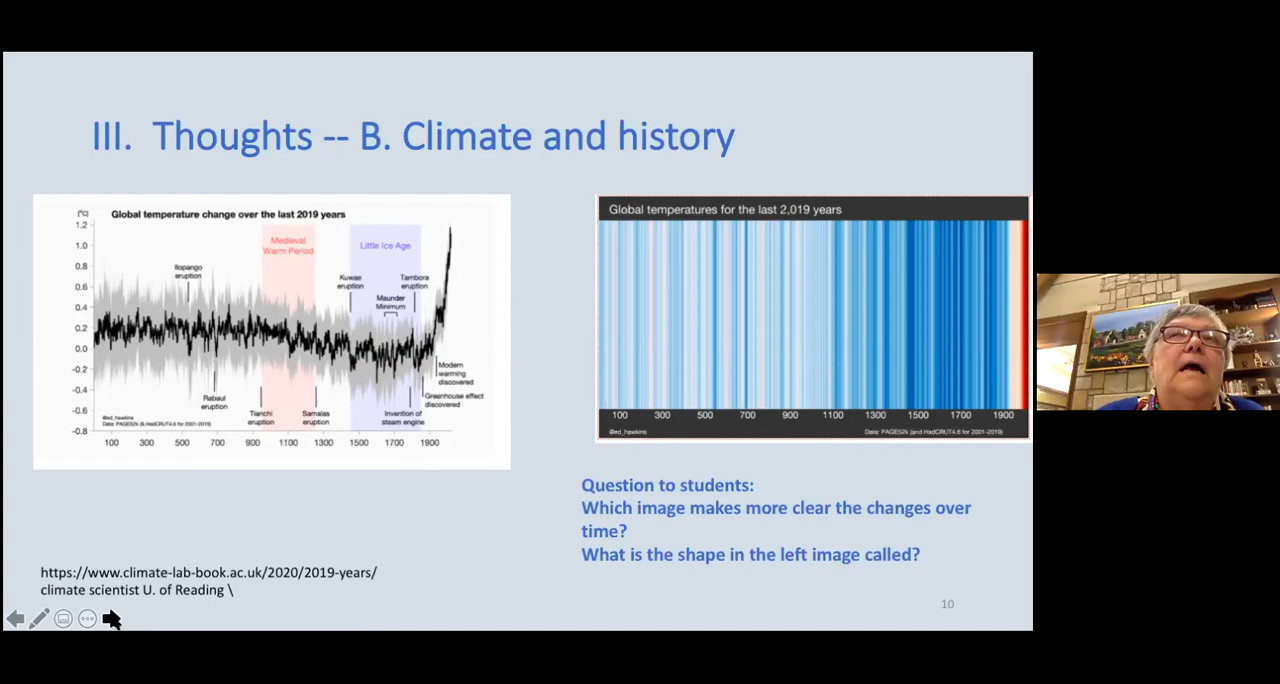 III. Thoughts -- B. Climate and history
[°C]
Global temperature change over the last 2019 years
1.2
1.0
0.8
0.6
0.4
0.2
0.0
-0.2
-0.4
-0.6
-0.8
Medieval
Warm Period
Little Ice Age
Ilopango
eruption
Kuwae
eruption
Tambora
eruption
Maunder
Minimum
Modern
warming
discovered
Greenhouse effect
discovered
Rabaul
eruption
Tianchi
eruption
Samalas
eruption
Invention of
steam engine
@ed_hawkins
Data: PAGES2k (& HadCRUT4.6 for 2001-2019)
100 300 500 700 900 1100 1300 1500 1700 1900
Global temperatures for the last 2,019 years
100 300 500 700 900 1100 1300 1500 1700 1900
@ed_hawkins
Data: PAGES2k (and HadCRUT4.6 for 2001-2019)
Question to students:
Which image makes more clear the changes over
time?
What is the shape in the left image called?
https://www.climate-lab-book.ac.uk/2020/2019-years/
climate scientist U. of Reading \
10